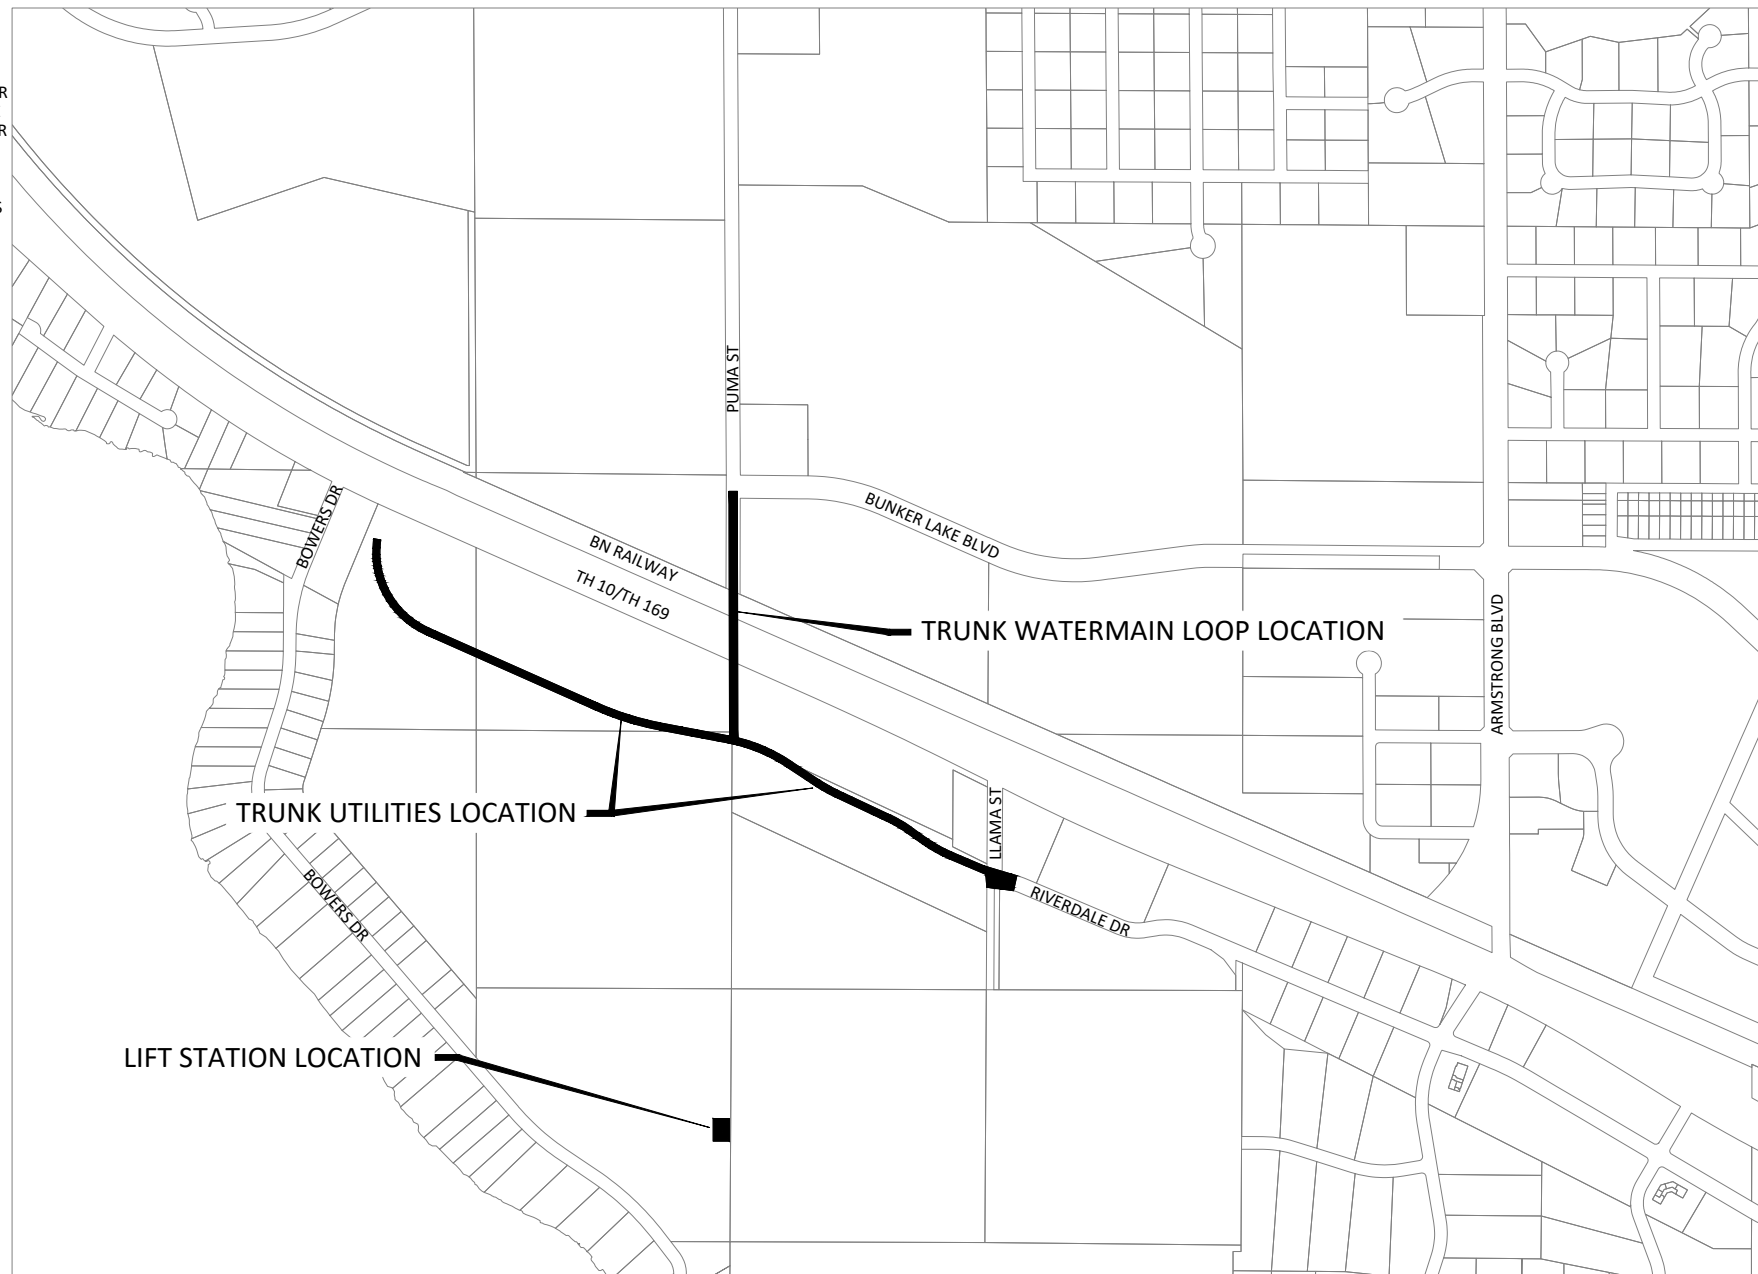 R
R
S
PUMA ST
BUNKER LAKE BLVD
BOWERS DR
BN RAILWAY
TH 10/TH 169
TRUNK WATERMAIN LOOP LOCATION
ARMSTRONG BLVD
TRUNK UTILITIES LOCATION
LLAMA ST
BOWERS DR
RIVERDALE DR
LIFT STATION LOCATION